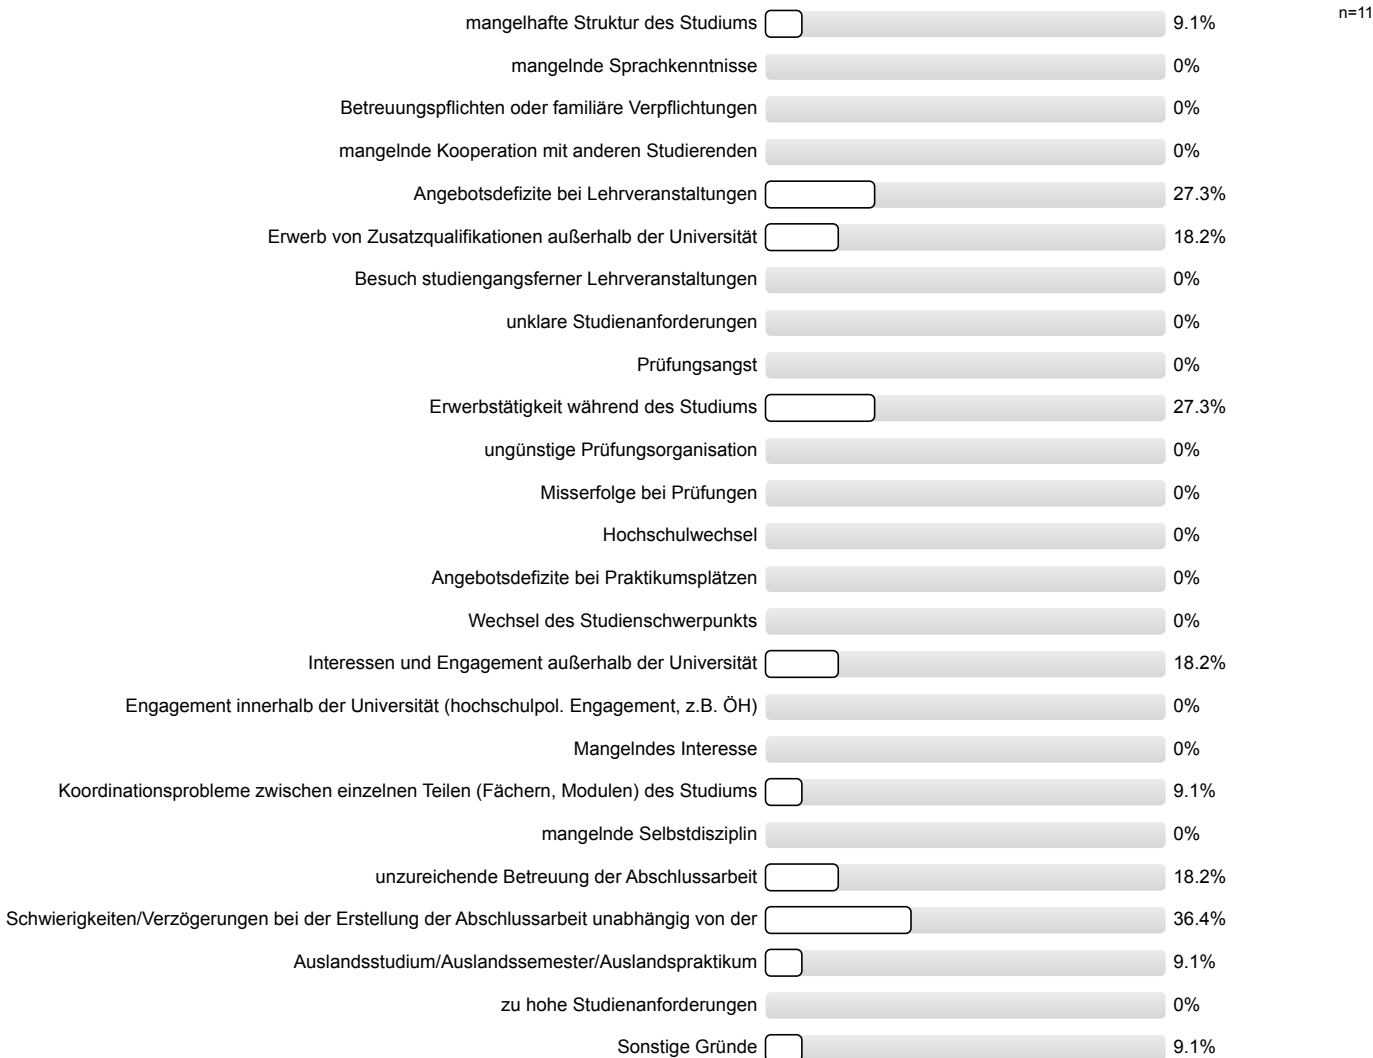 n=11
mangelhafte Struktur des Studiums 9.1%
mangelnde Sprachkenntnisse 0%
Betreuungspflichten oder familiäre Verpflichtungen 0%
mangelnde Kooperation mit anderen Studierenden 0%
Angebotsdefizite bei Lehrveranstaltungen 27.3%
Erwerb von Zusatzqualifikationen außerhalb der Universität 18.2%
Besuch studiengangsferner Lehrveranstaltungen 0%
unklare Studienanforderungen 0%
Prüfungsangst 0%
Erwerbstätigkeit während des Studiums 27.3%
ungünstige Prüfungsorganisation 0%
Misserfolge bei Prüfungen 0%
Hochschulwechsel 0%
Angebotsdefizite bei Praktikumsplätzen 0%
Wechsel des Studienschwerpunkts 0%
Interessen und Engagement außerhalb der Universität 18.2%
Engagement innerhalb der Universität (hochschulpol. Engagement, z.B. ÖH) 0%
Mangelndes Interesse 0%
Koordinationsprobleme zwischen einzelnen Teilen (Fächern, Modulen) des Studiums 9.1%
mangelnde Selbstdisziplin 0%
unzureichende Betreuung der Abschlussarbeit 18.2%
Schwierigkeiten/Verzögerungen bei der Erstellung der Abschlussarbeit unabhängig von der 36.4%
Auslandsstudium/Auslandssemester/Auslandspraktikum 9.1%
zu hohe Studienanforderungen 0%
Sonstige Gründe 9.1%